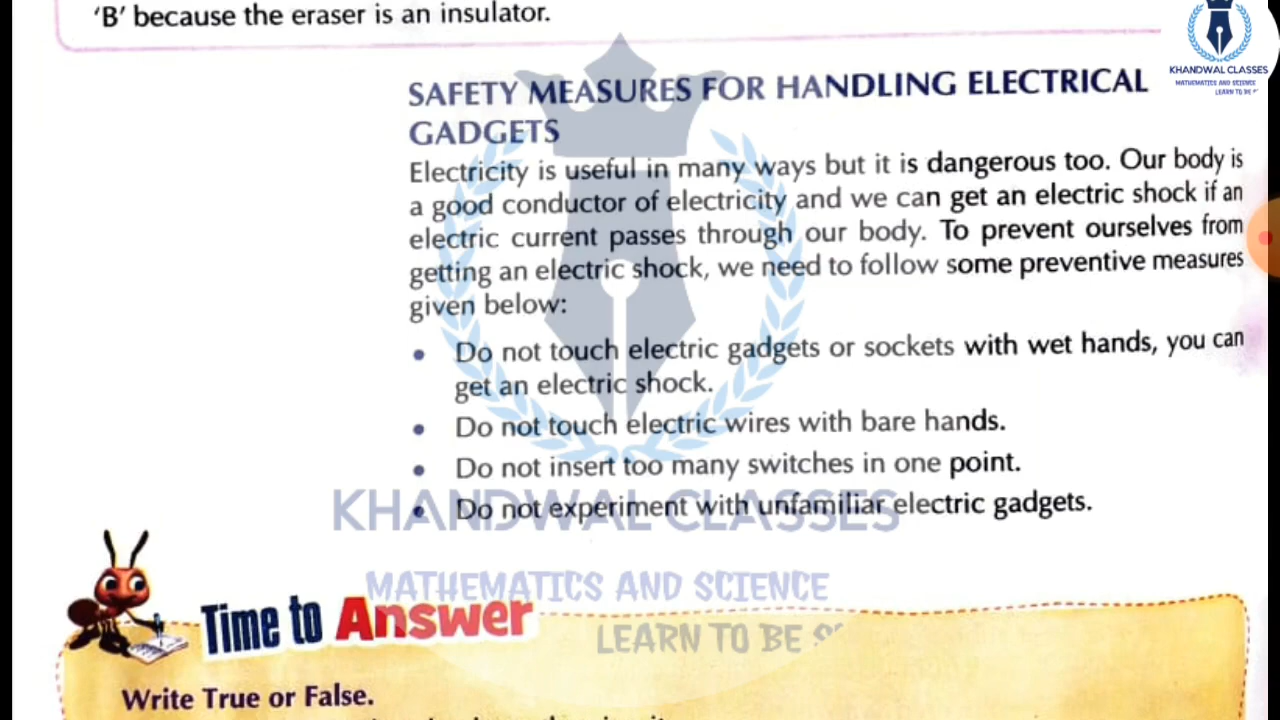 'B' because the eraser is an insulator.
KHANDWAL CLASSES
MATHEMATICS AND SCIENCE
LEARN TO BE
SAFETY MEASURES FOR HANDLING ELECTRICAL
GADGETS
Electricity is useful in many ways but it is dangerous too. Our body is
a good conductor of electricity and we can get an electric shock if an
electric current passes through our body. To prevent ourselves from
getting an electric shock, we need to follow some preventive measures
given below:
• Do not touch electric gadgets or sockets with wet hands, you can
get an electric shock.
• Do not touch electric wires with bare hands.
• Do not insert too many switches in one point.
• Do not experiment with unfamiliar electric gadgets.
KHANDWAL CLASSES
MATHEMATICS AND SCIENCE
LEARN TO BE
Time to Answer
Write True or False.